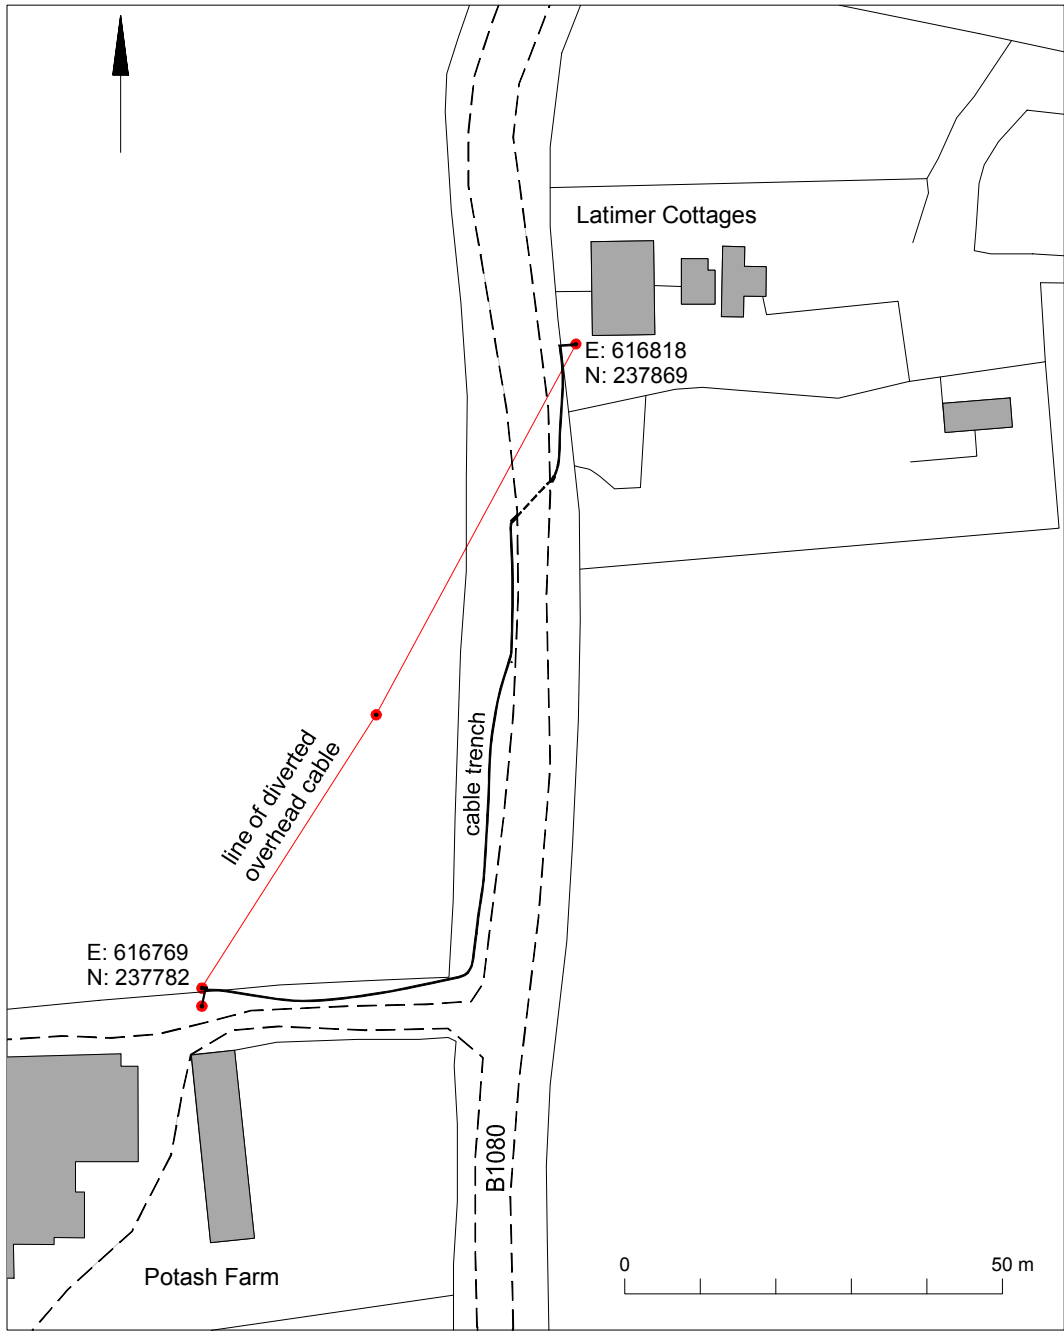 Latimer Cottages
E: 616818
N: 237869
line of diverted
overhead cable
cable trench
E: 616769
N: 237782
B1080
Potash Farm
0
50 m